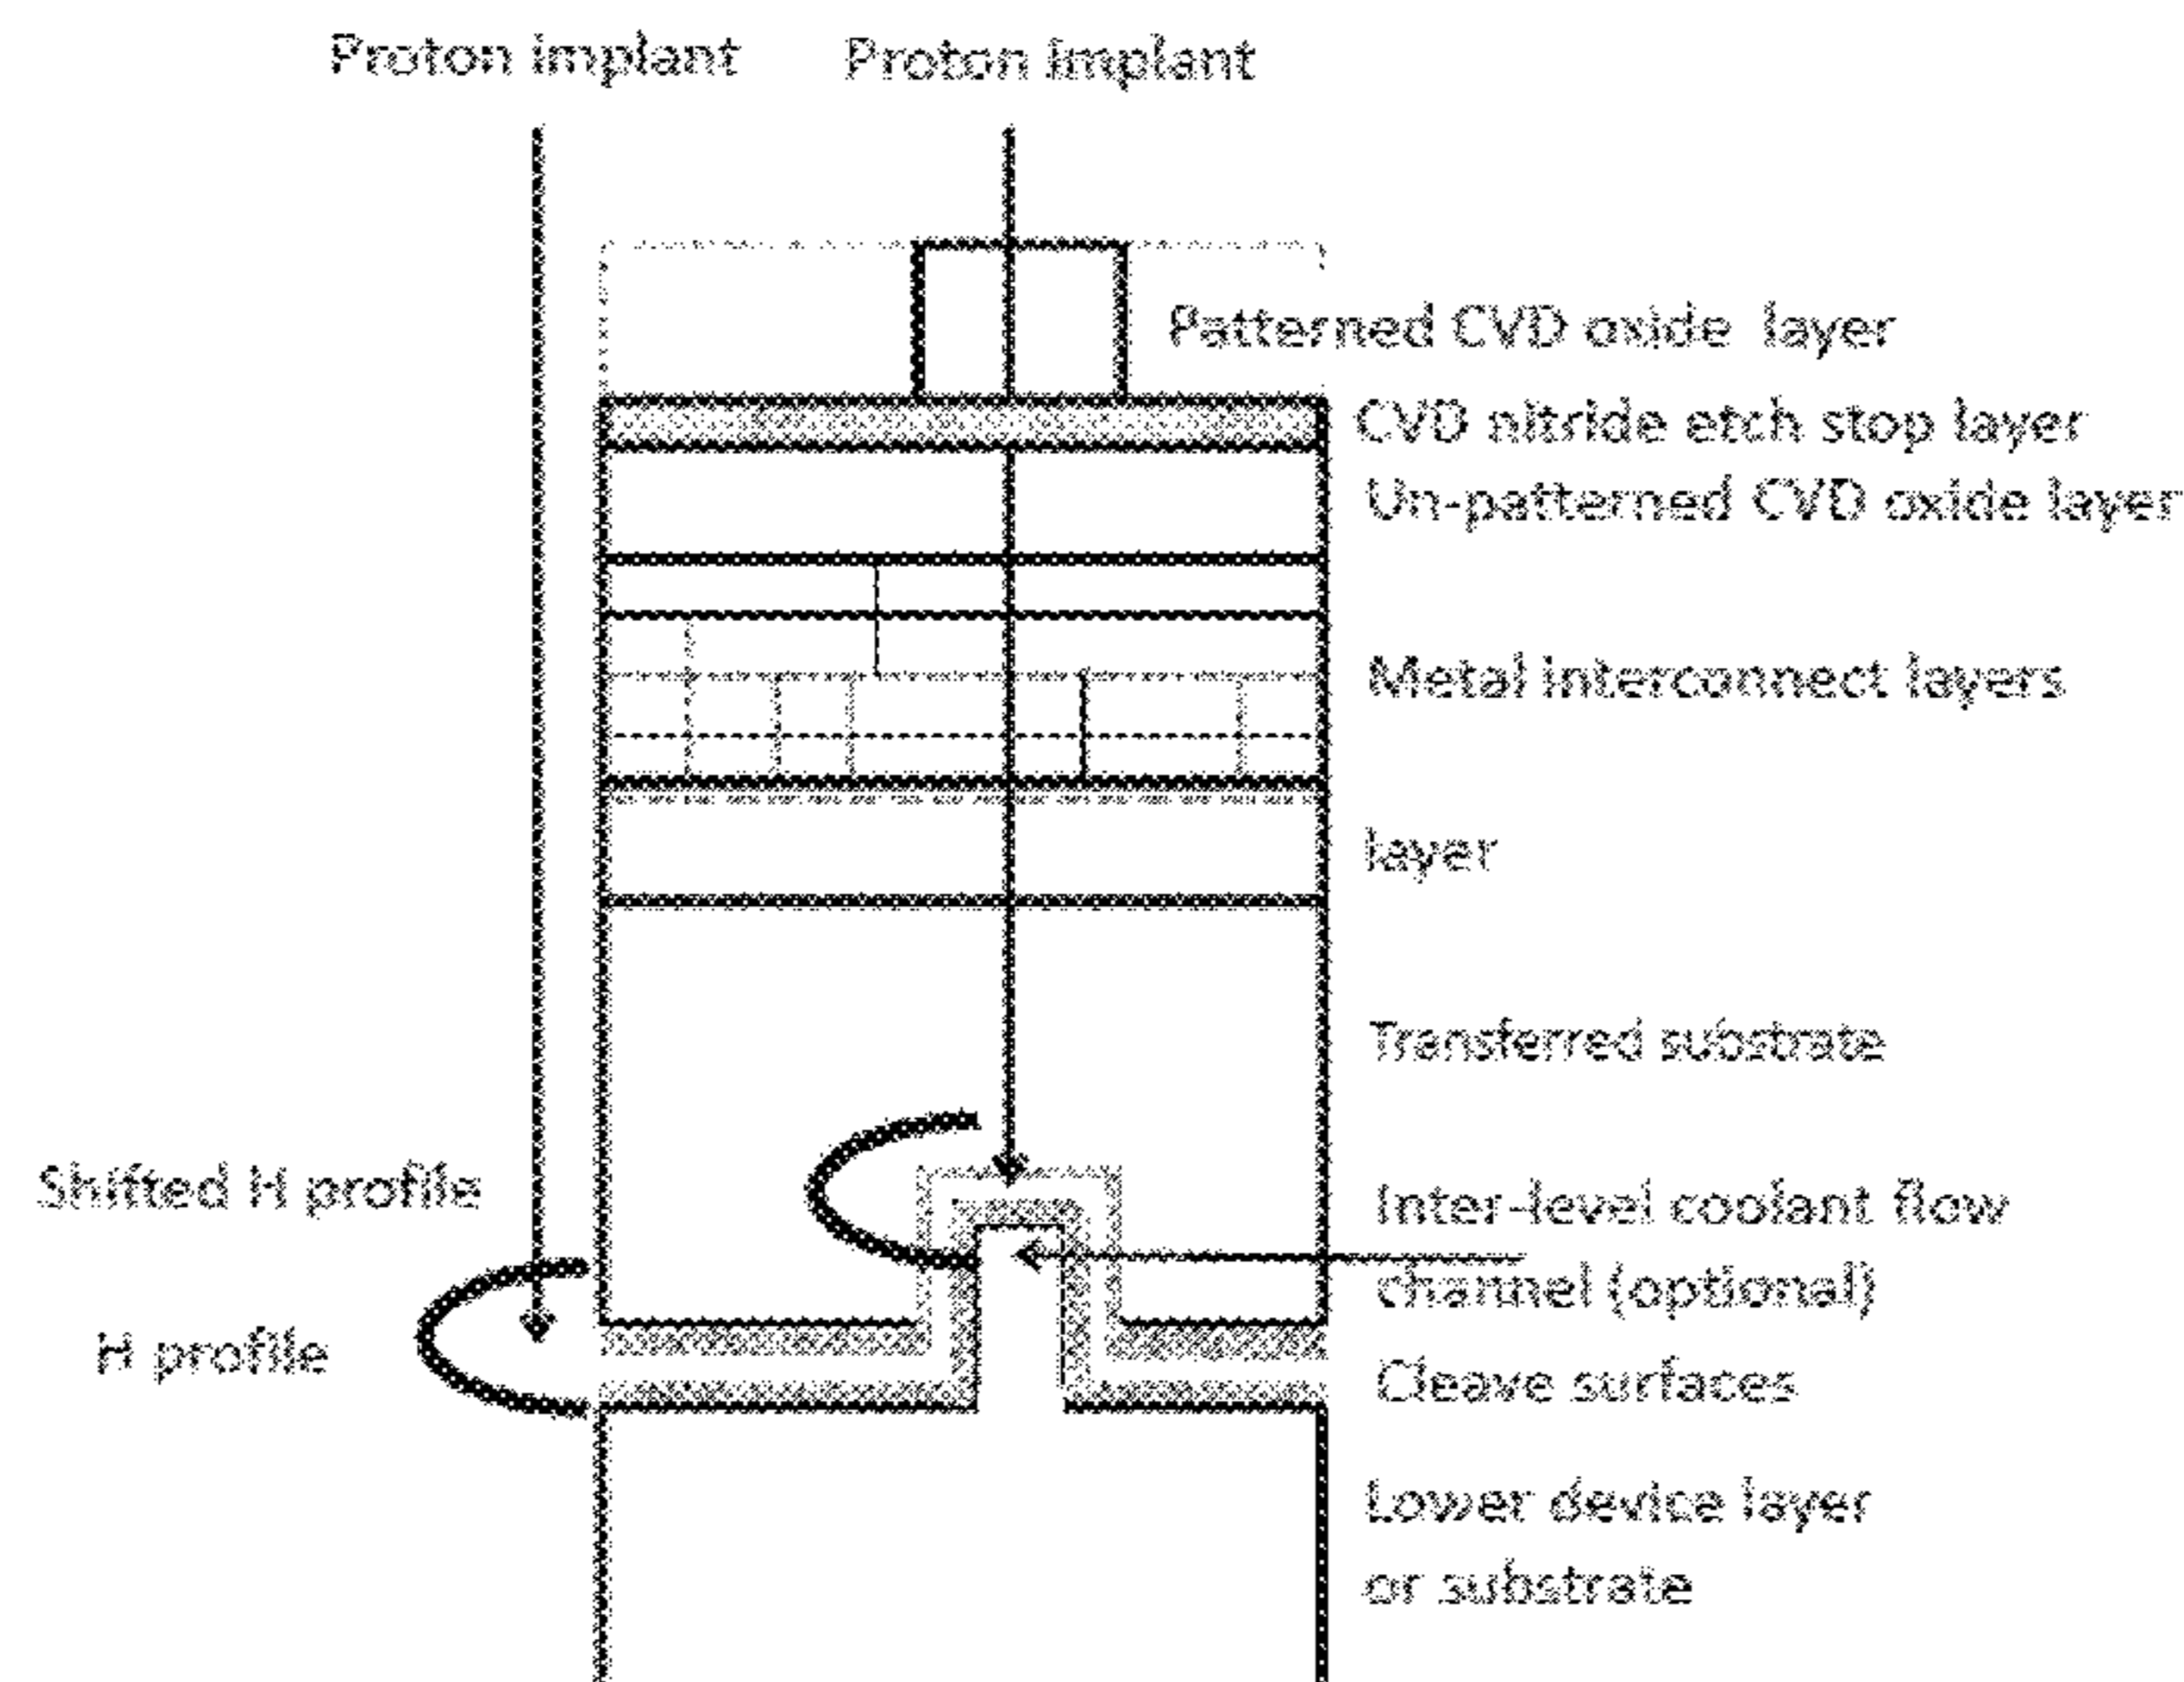 Proton implant
Proton implant
Patterned CVD oxide layer
CVD nitride etch stop layer
Un-patterned CVD oxide layer
Metal interconnect layers
layer
Transferred substrate
Shifted H profile
Inter-level coolant flow
channel (optional)
H profile
Cleave surfaces
Lower device layer
or substrate